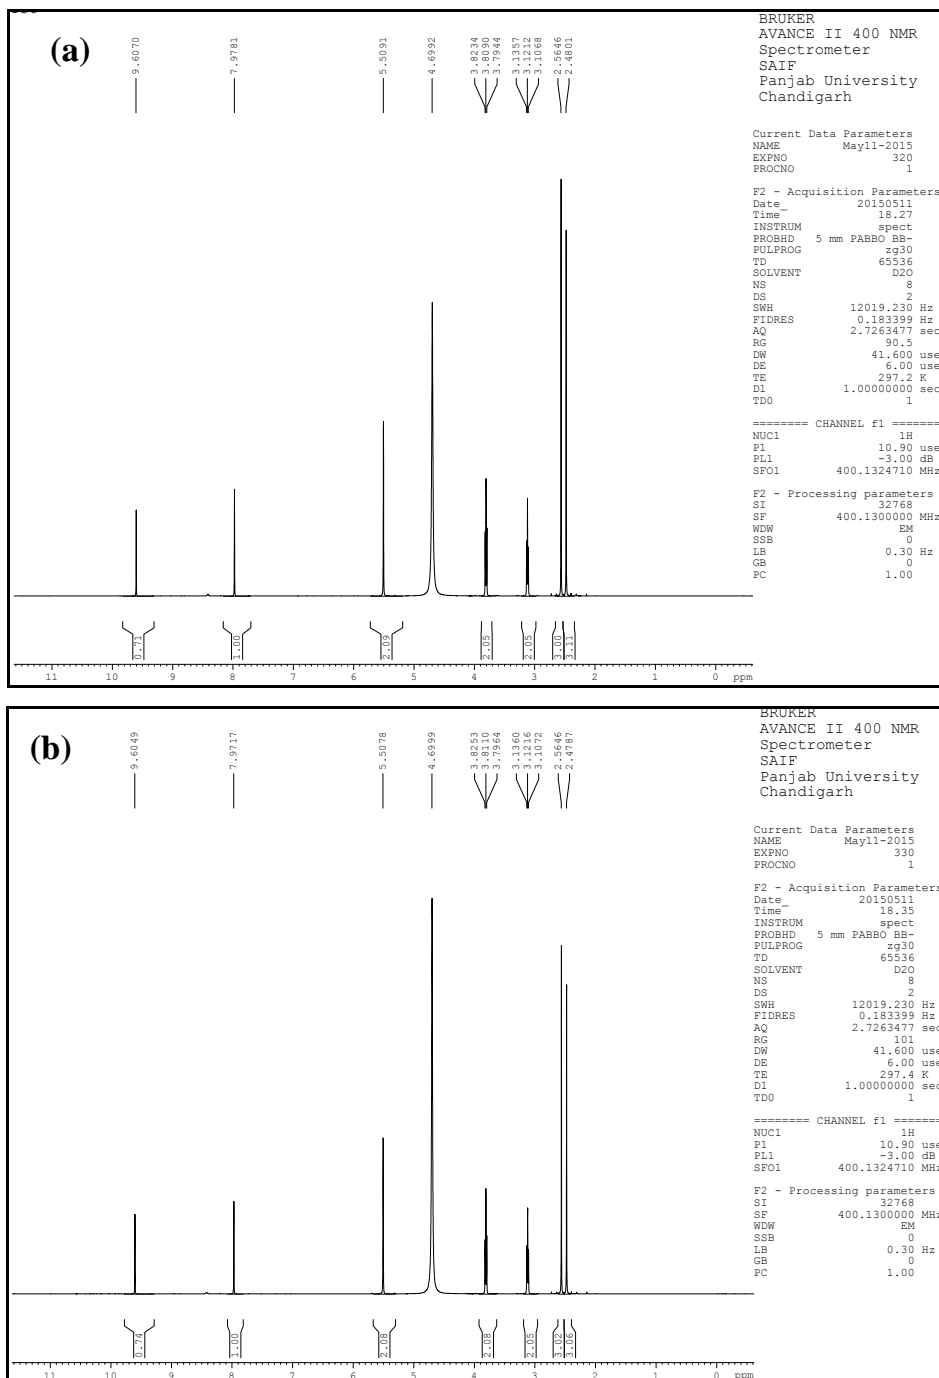 (a)
9.6070
7.9781
5.5091
4.6992
3.8234
3.8090
3.7944
3.1357
3.1212
3.1068
2.5646
2.4801
BRUKER
AVANCE II 400 NMR
Spectrometer
SAIF
Panjab University
Chandigarh
Current Data Parameters
NAME May11-2015
EXPNO 320
PROCNO 1
F2 - Acquisition Parameters
Date_ 20150511
Time 18.27
INSTRUM spect
PROBHD 5 mm PABBO BB-
PULPROG zg30
TD 65536
SOLVENT D2O
NS 8
DS 2
SWH 12019.230 Hz
FIDRES 0.183399 Hz
AQ 2.7263477 sec
RG 90.5
DW 41.600 use
DE 6.00 use
TE 297.2 K
D1 1.00000000 sec
TD0 1
======== CHANNEL f1 =======
NUC1 1H
P1 10.90 use
PL1 -3.00 dB
SFO1 400.1324710 MHz
F2 - Processing parameters
SI 32768
SF 400.1300000 MHz
WDW EM
SSB 0
LB 0.30 Hz
GB 0
PC 1.00
0.71 1.00 2.09 2.05 2.05 3.00 3.11
11 10 9 8 7 6 5 4 3 2 1 0 ppm
(b)
9.6049
7.9717
5.5078
4.6999
3.8253
3.8110
3.7964
3.1360
3.1216
3.1072
2.5646
2.4787
BRUKER
AVANCE II 400 NMR
Spectrometer
SAIF
Panjab University
Chandigarh
Current Data Parameters
NAME May11-2015
EXPNO 330
PROCNO 1
F2 - Acquisition Parameters
Date_ 20150511
Time 18.35
INSTRUM spect
PROBHD 5 mm PABBO BB-
PULPROG zg30
TD 65536
SOLVENT D2O
NS 8
DS 2
SWH 12019.230 Hz
FIDRES 0.183399 Hz
AQ 2.7263477 sec
RG 101
DW 41.600 use
DE 6.00 use
TE 297.4 K
D1 1.00000000 sec
TD0 1
======== CHANNEL f1 =======
NUC1 1H
P1 10.90 use
PL1 -3.00 dB
SFO1 400.1324710 MHz
F2 - Processing parameters
SI 32768
SF 400.1300000 MHz
WDW EM
SSB 0
LB 0.30 Hz
GB 0
PC 1.00
0.74 1.00 2.08 2.08 2.05 3.02 3.06
11 10 9 8 7 6 5 4 3 2 1 0 ppm